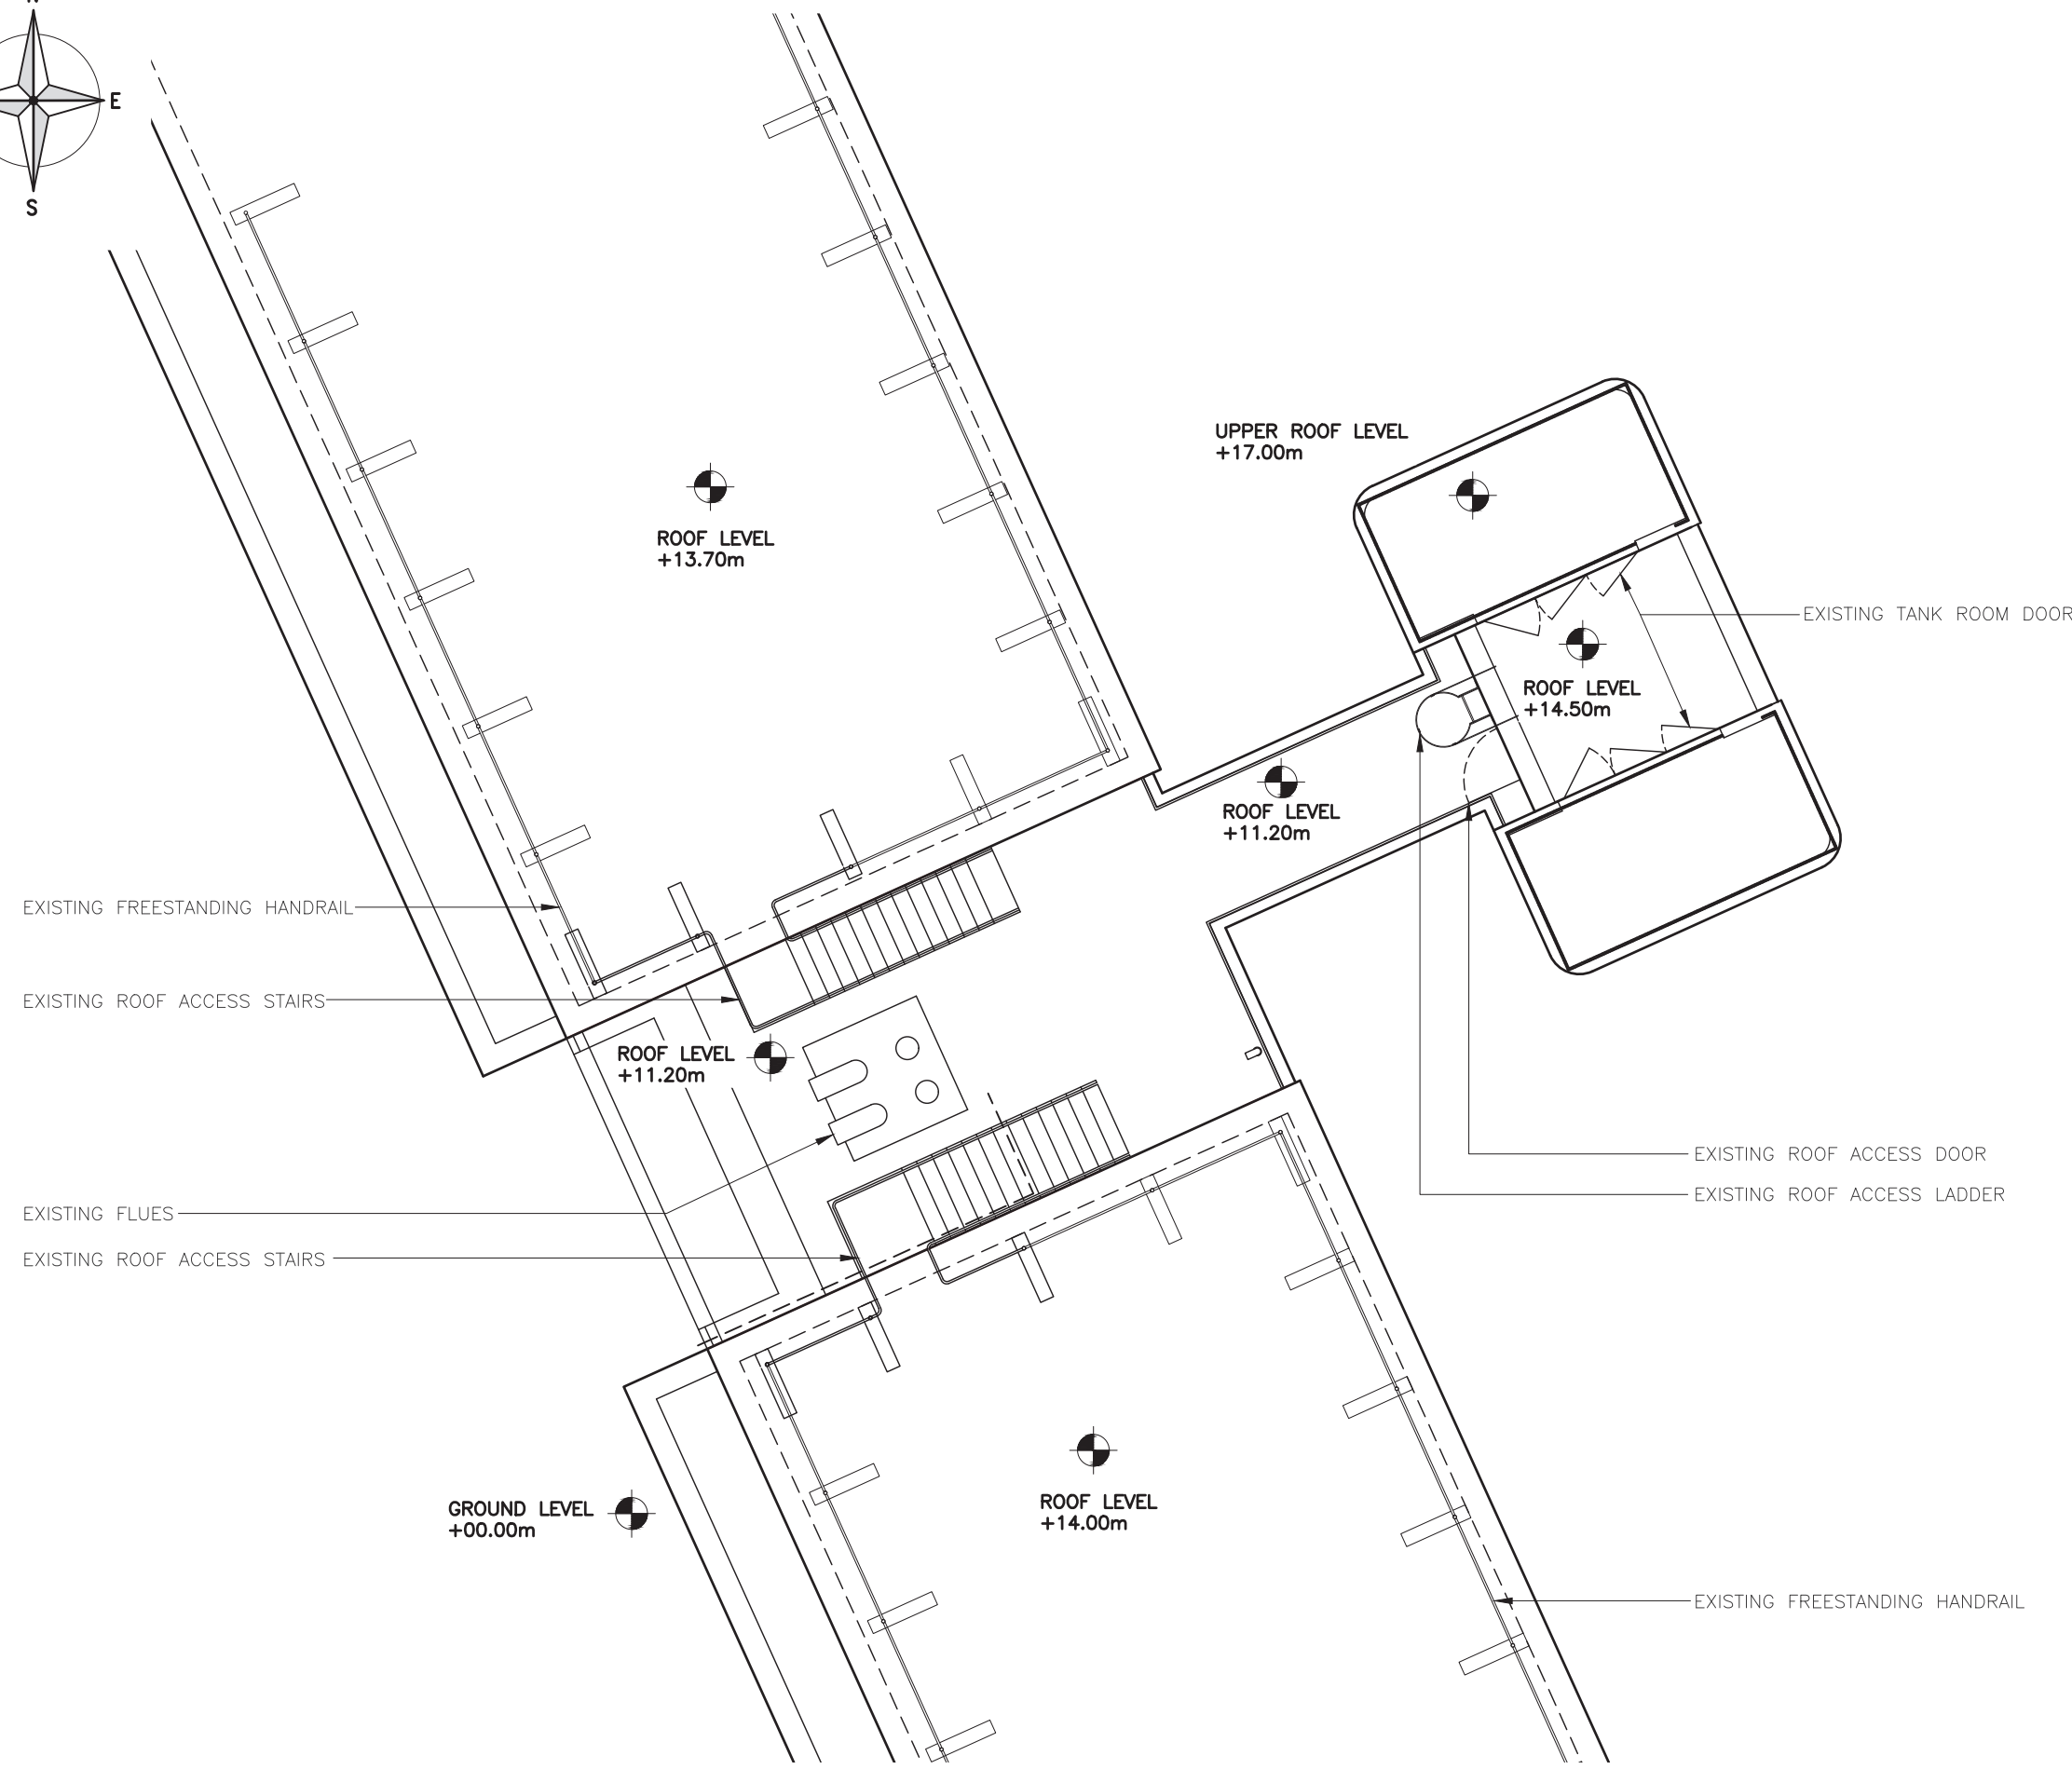 E
S
UPPER ROOF LEVEL
+17.00m
ROOF LEVEL
+13.70m
EXISTING TANK ROOM DOOR
ROOF LEVEL
+14.50m
ROOF LEVEL
+11.20m
EXISTING FREESTANDING HANDRAIL
EXISTING ROOF ACCESS STAIRS
ROOF LEVEL
+11.20m
EXISTING ROOF ACCESS DOOR
EXISTING ROOF ACCESS LADDER
EXISTING FLUES
EXISTING ROOF ACCESS STAIRS
ROOF LEVEL
+14.00m
GROUND LEVEL
+00.00m
EXISTING FREESTANDING HANDRAIL